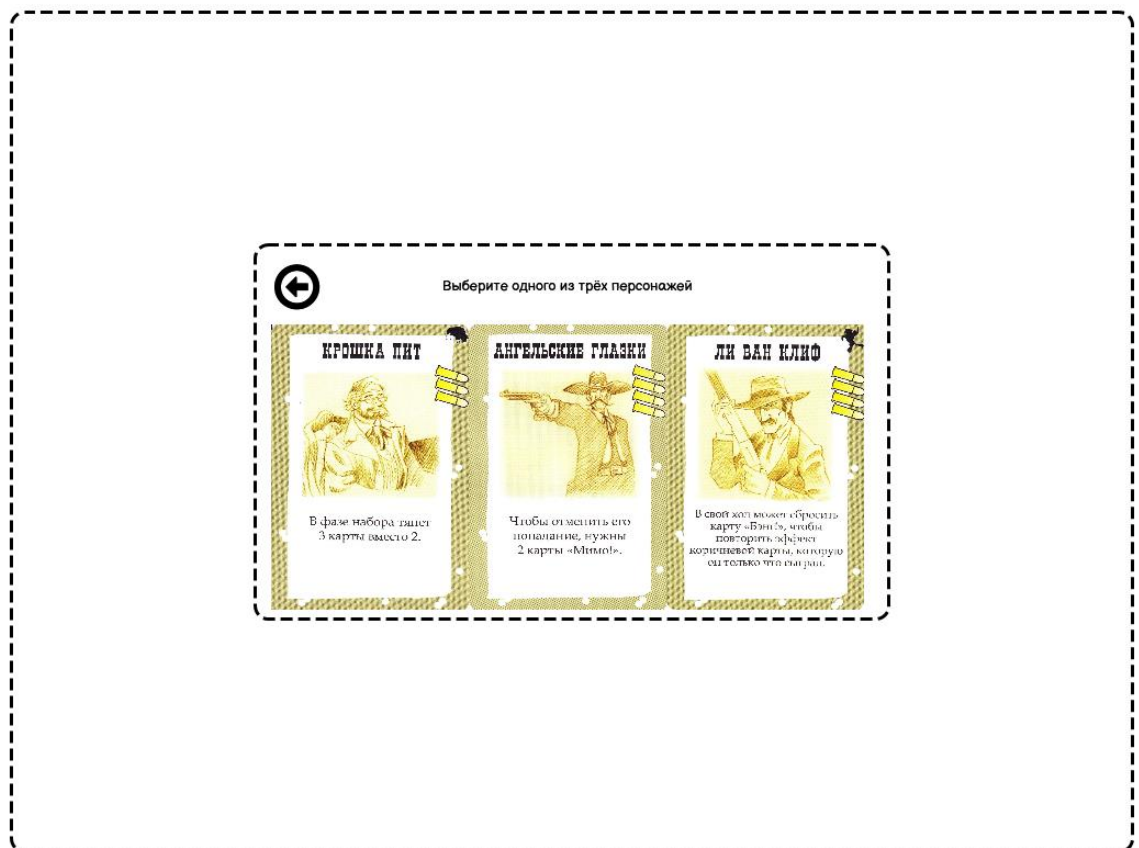 Выберите одного из трёх персонажей
КРОШКА ПИТ
В фазе набора тянет
3 карты вместо 2.
АНГЕЛЬСКИЕ ГЛАЗКИ
Чтобы отменить его
попадание, нужны
2 карты «Мимо!».
ЛИ ВАН КЛИФ
В свой ход может сбросить
карту «Бэнг!», чтобы
повторить эффект
коричневой карты, которую
он только что сыграл.